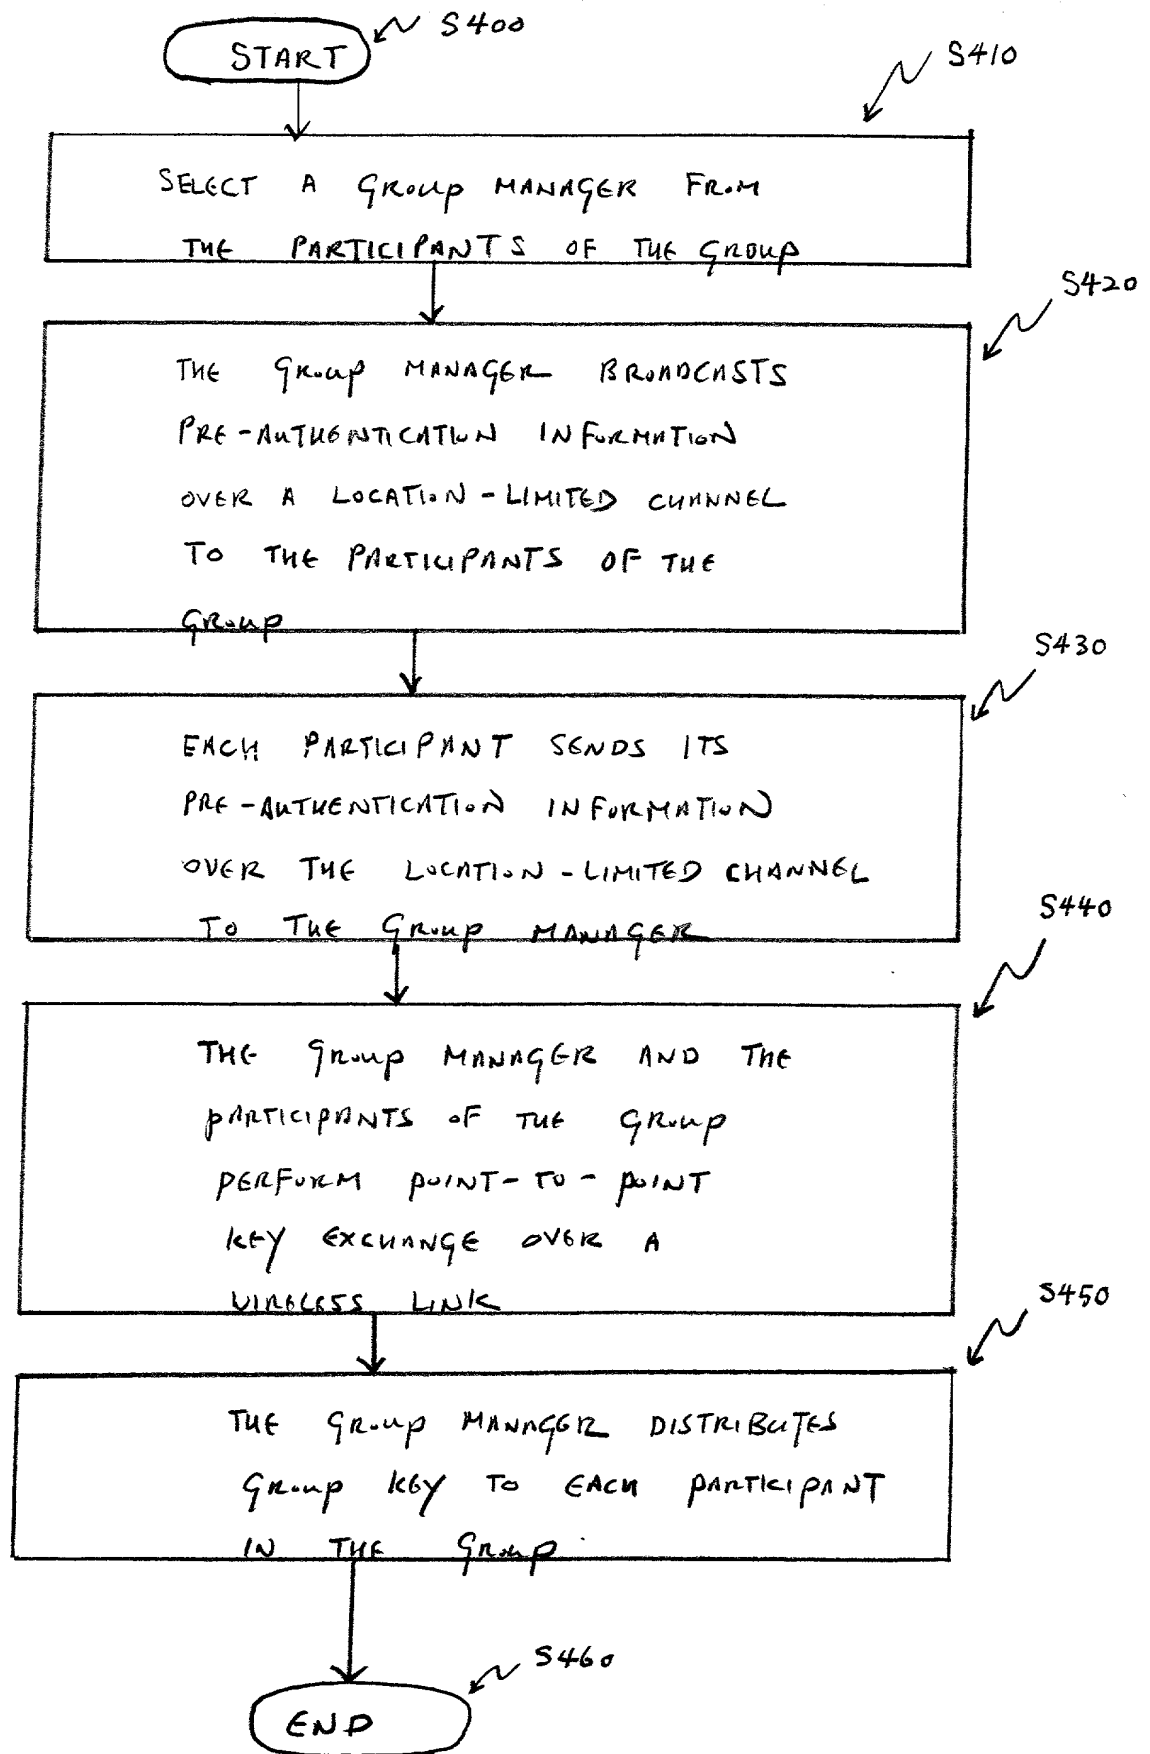 START
S400
S410
SELECT A GROUP MANAGER FROM
THE PARTICIPANTS OF THE GROUP
S420
THE GROUP MANAGER BROADCASTS
PRE-AUTHENTICATION INFORMATION
OVER A LOCATION-LIMITED CHANNEL
TO THE PARTICIPANTS OF THE
GROUP
S430
EACH PARTICIPANT SENDS ITS
PRE-AUTHENTICATION INFORMATION
OVER THE LOCATION-LIMITED CHANNEL
TO THE GROUP MANAGER
S440
THE GROUP MANAGER AND THE
PARTICIPANTS OF THE GROUP
PERFORM POINT-TO-POINT
KEY EXCHANGE OVER A
WIRELESS LINK
S450
THE GROUP MANAGER DISTRIBUTES
GROUP KEY TO EACH PARTICIPANT
IN THE GROUP
S460
END